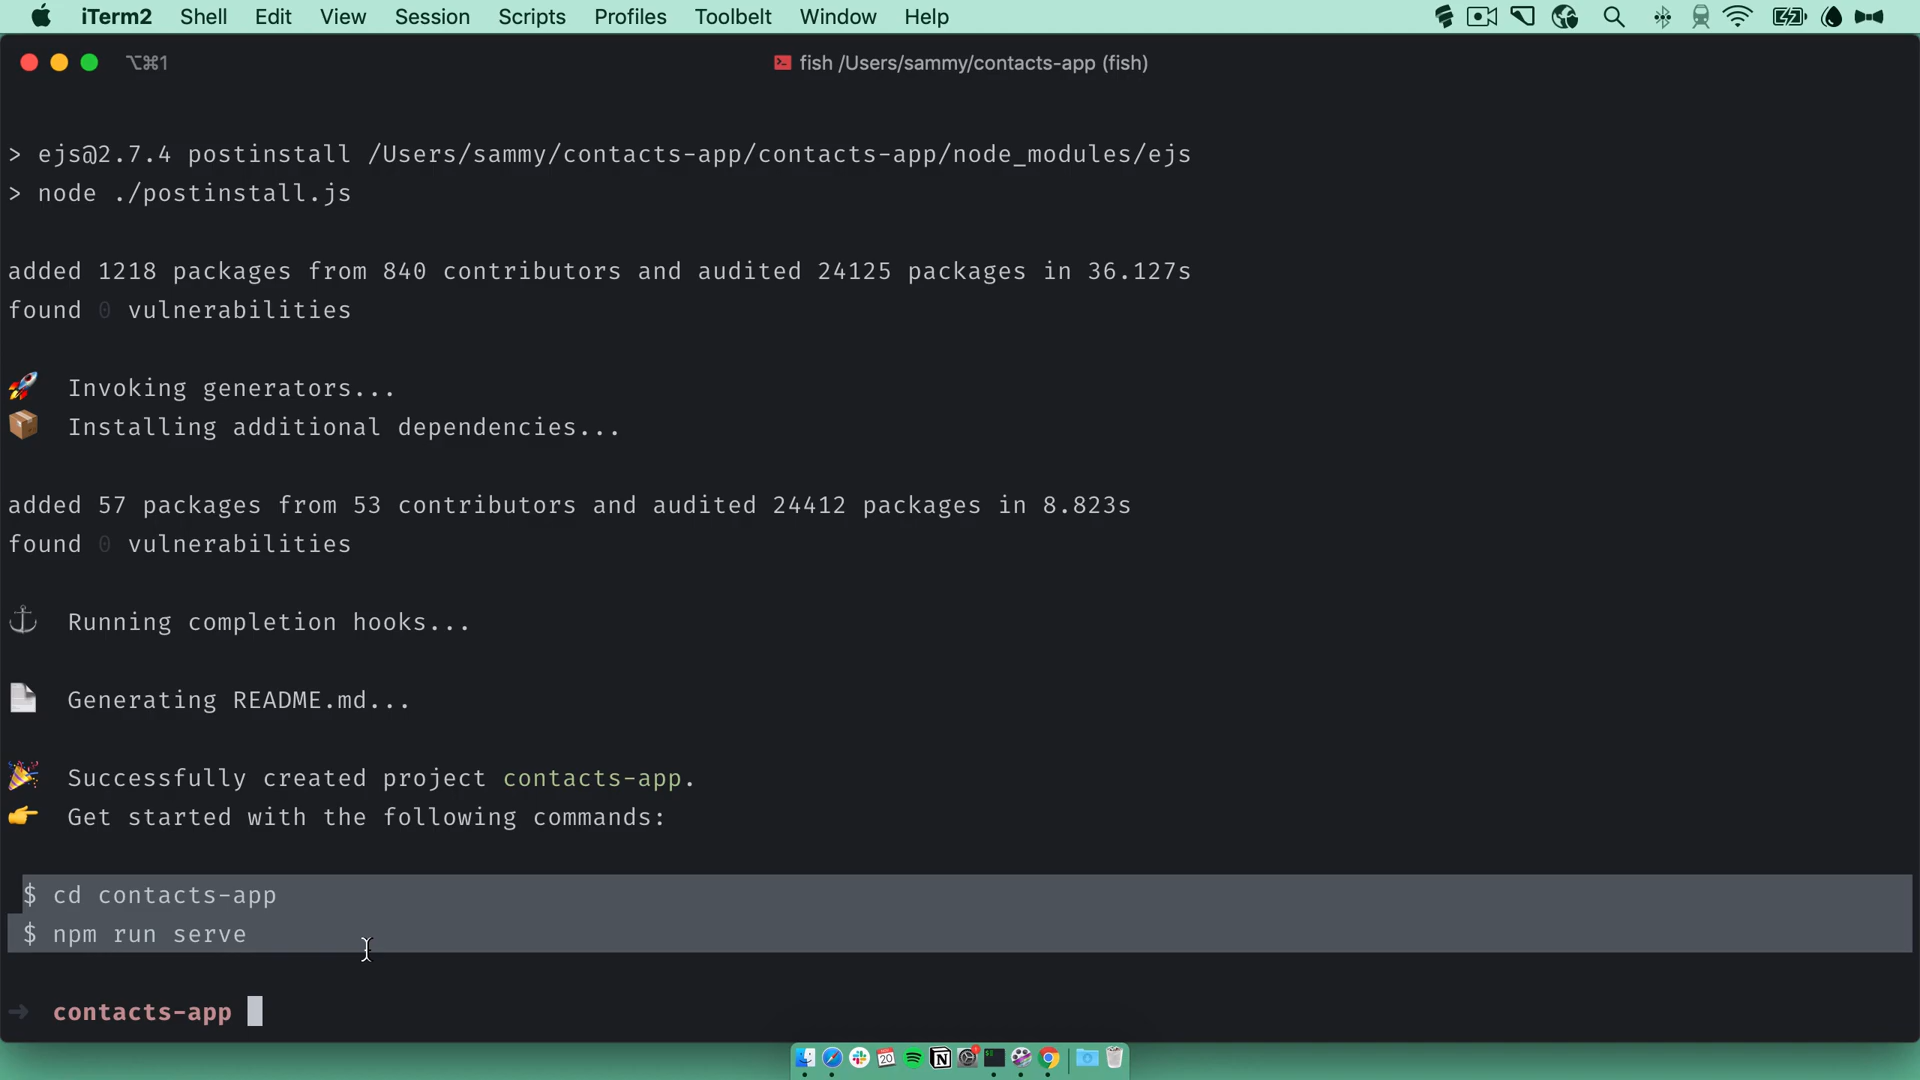 iTerm2 Shell Edit View Session Scripts Profiles Toolbelt Window Help
⌥⌘1 fish /Users/sammy/contacts-app (fish)
> ejs@2.7.4 postinstall /Users/sammy/contacts-app/contacts-app/node_modules/ejs
> node ./postinstall.js
added 1218 packages from 840 contributors and audited 24125 packages in 36.127s
found 0 vulnerabilities
🚀 Invoking generators...
📦 Installing additional dependencies...
added 57 packages from 53 contributors and audited 24412 packages in 8.823s
found 0 vulnerabilities
⚓ Running completion hooks...
📄 Generating README.md...
🎉 Successfully created project contacts-app.
👉 Get started with the following commands:
$ cd contacts-app
$ npm run serve
➜ contacts-app
20